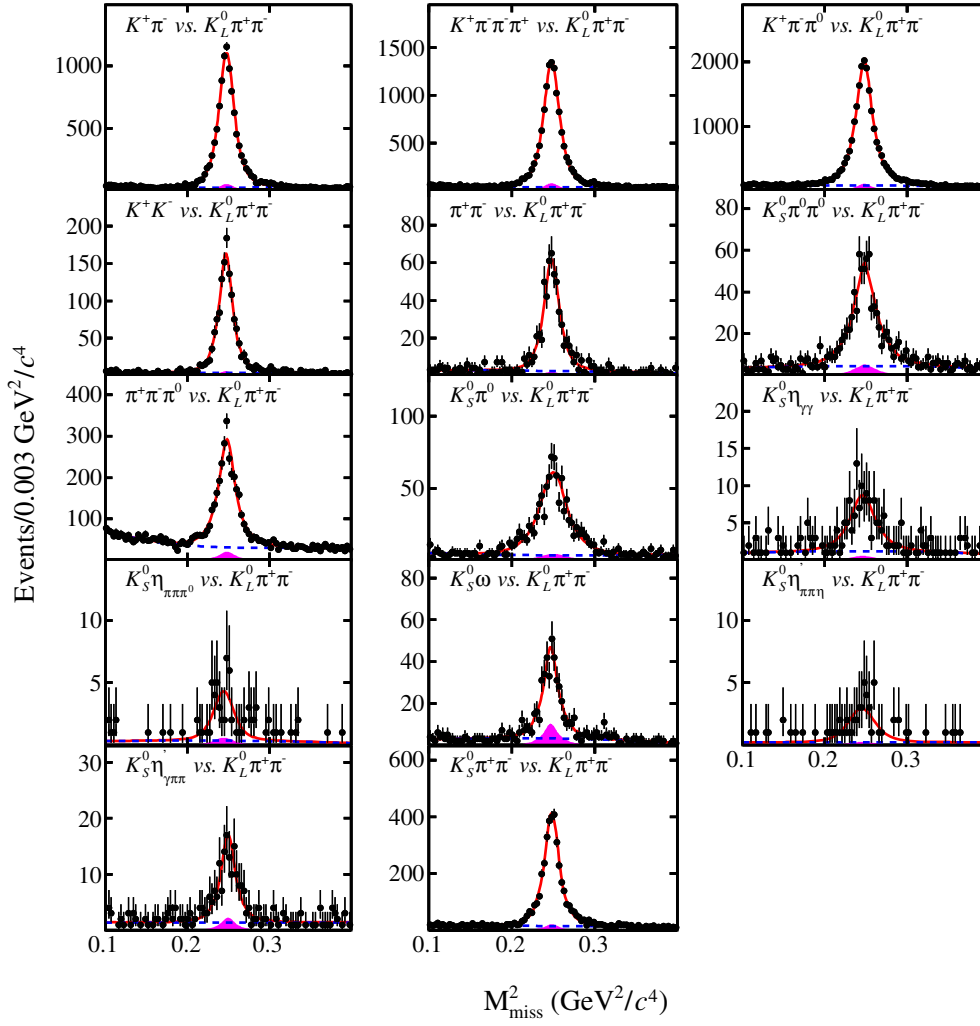 Events/0.003 GeV²/c⁴
K⁺π⁻ vs. K⁰_L π⁺π⁻
1000
500
K⁺π⁻π⁻π⁺ vs. K⁰_L π⁺π⁻
1500
1000
500
K⁺π⁻π⁰ vs. K⁰_L π⁺π⁻
2000
1000
K⁺K⁻ vs. K⁰_L π⁺π⁻
200
150
100
50
0
π⁺π⁻ vs. K⁰_L π⁺π⁻
80
60
40
20
K⁰_S π⁰π⁰ vs. K⁰_L π⁺π⁻
80
60
40
20
π⁺π⁻π⁰ vs. K⁰_L π⁺π⁻
400
300
200
100
K⁰_S π⁰ vs. K⁰_L π⁺π⁻
100
50
K⁰_S η_γγ vs. K⁰_L π⁺π⁻
20
15
10
5
0
K⁰_S η_πππ⁰ vs. K⁰_L π⁺π⁻
10
5
K⁰_S ω vs. K⁰_L π⁺π⁻
80
60
40
20
K⁰_S η'_ππη vs. K⁰_L π⁺π⁻
10
5
0
0.2 0.3
K⁰_S η'_γππ vs. K⁰_L π⁺π⁻
30
20
10
0
0.1 0.2 0.3
K⁰_S π⁺π⁻ vs. K⁰_L π⁺π⁻
600
400
200
0.1 0.2 0.3
M²_miss (GeV²/c⁴)